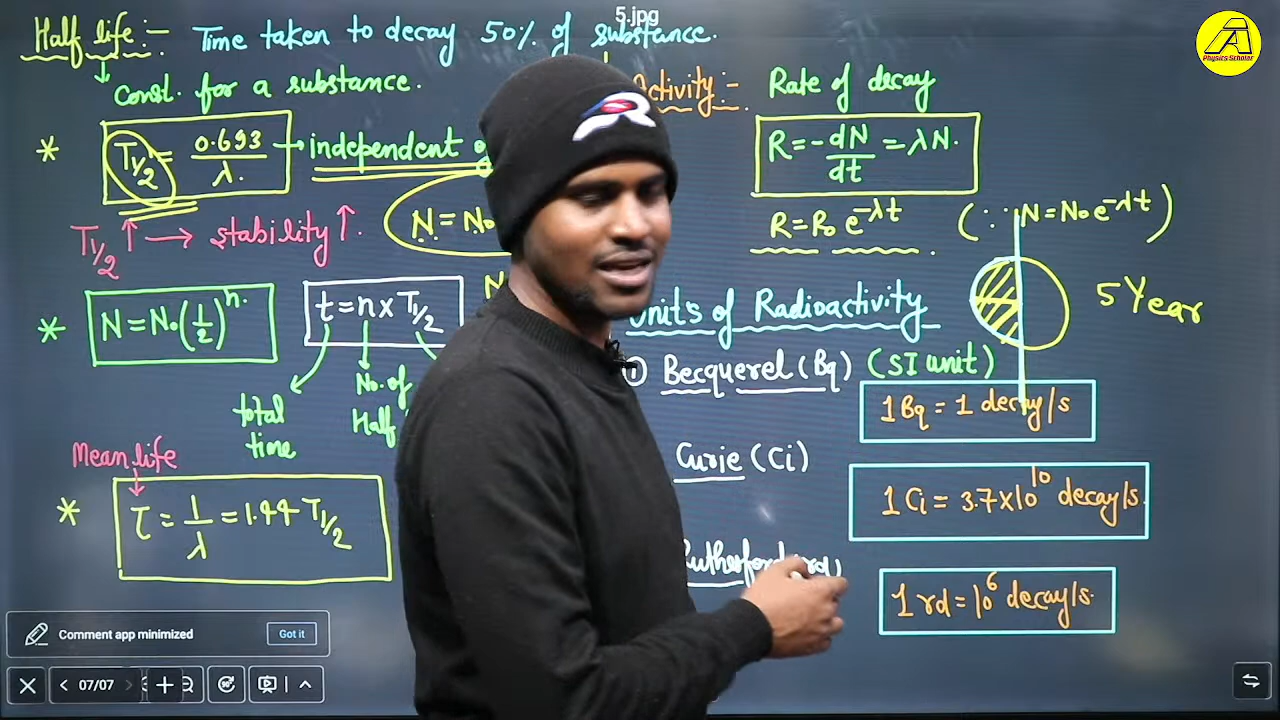 5.jpg
Half life :- Time taken to decay 50% of substance.
Const. for a substance.
* T1/2 = 0.693/λ → independent
T1/2 ↑ → stability ↑
N = N₀
* N = N₀(1/2)ⁿ
t = n x T1/2
total time
No. of Half
Mean life
* τ = 1/λ = 1.44 T1/2
Activity :- Rate of decay
R = -dN/dt = λN.
R = R₀ e^-λt (∵ N = N₀ e^-λt)
5 Year
Units of Radioactivity
① Becquerel (Bq) (SI unit)
1 Bq = 1 decay/s
Curie (Ci)
1 Ci = 3.7x10^10 decay/s.
Rutherford (rd)
1 rd = 10^6 decay/s.
A
Physics Scholar
Comment app minimized
Got it
07/07